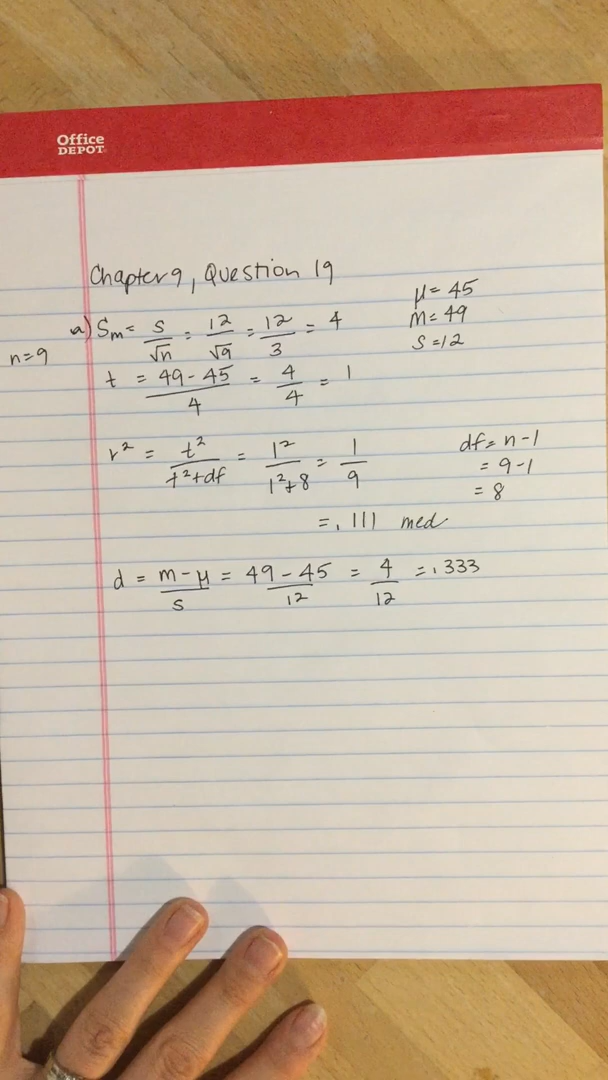 Office
DEPOT
Chapter 9, Question 19
μ = 45
M = 49
S = 12
n=9
a) Sm = s/√n = 12/√9 = 12/3 = 4
t = 49 - 45/4 = 4/4 = 1
r² = t²/t²+df = 1²/1²+8 = 1/9
= .111 med
df = n-1
= 9-1
= 8
d = m-μ/s = 49-45/12 = 4/12 = .333